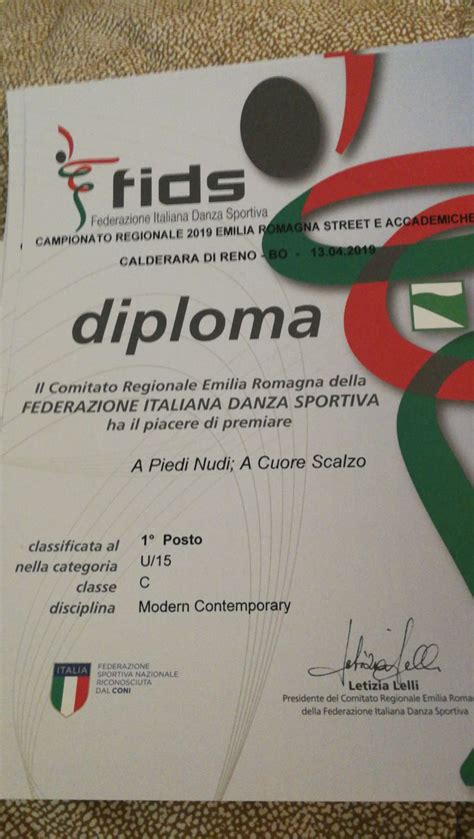 fids
Federazione Italiana Danza Sportiva
CAMPIONATO REGIONALE 2019 EMILIA ROMAGNA STREET E ACCADEMICHE
CALDERARA DI RENO - BO - 13.04.2019
diploma
Il Comitato Regionale Emilia Romagna della
FEDERAZIONE ITALIANA DANZA SPORTIVA
ha il piacere di premiare
A Piedi Nudi; A Cuore Scalzo
classificata al 1° Posto
nella categoria U/15
classe C
disciplina Modern Contemporary
ITALIA
FEDERAZIONE
SPORTIVA NAZIONALE
RICONOSCIUTA
DAL CONI
Letizia Lelli
Letizia Lelli
Presidente del Comitato Regionale Emilia Roma
della Federazione Italiana Danza Sportiva